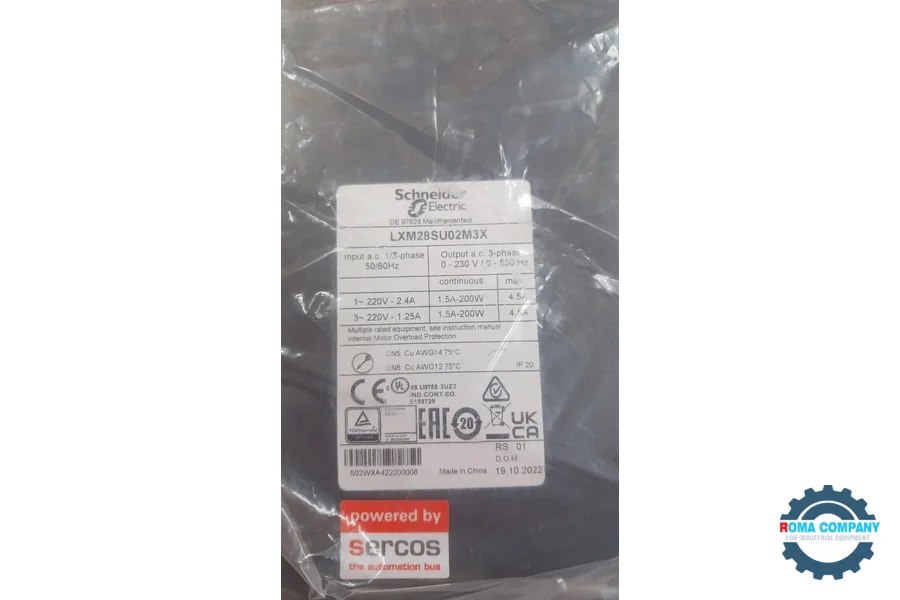 Schneider
Electric
DE 97828 Marktheidenfeld
LXM28SU02M3X
Input a.c. 1/3-phase
50/60Hz
Output a.c. 3-phase
0 - 230 V / 0 - 550 Hz
continuous
max.
1~ 220V - 2.4A
1.5A-200W
4.5A
3~ 220V - 1.25A
1.5A-200W
4.5A
Multiple rated equipment, see instruction manual
Internal Motor Overload Protection
CN5: Cu AWG14 75°C
CN8: Cu AWG12 75°C
IP 20
CE
c UL US LISTED 3UZ3
IND.CONT.EQ.
E189729
TÜVRheinland
EAC
20
UK
CA
RS 01
D.O.M.
S02WXA422200008
Made in China
19.10.2022
powered by
sercos
the automation bus
ROMA COMPANY
FOR INDUSTRIAL EQUIPMENT